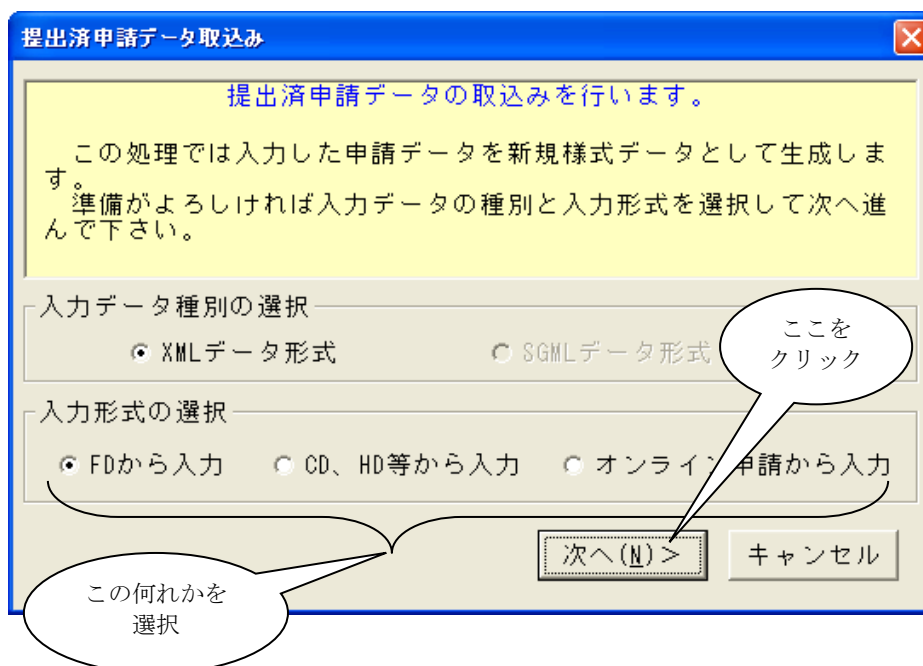 提出済申請データ取込み
提出済申請データの取込みを行います。
この処理では入力した申請データを新規様式データとして生成しま
す。
準備がよろしければ入力データの種別と入力形式を選択して次へ進
んで下さい。
入力データ種別の選択
XMLデータ形式 SGMLデータ形式
ここを
クリック
入力形式の選択
FDから入力 CD、HD等から入力 オンライン申請から入力
次へ(N)> キャンセル
この何れかを
選択